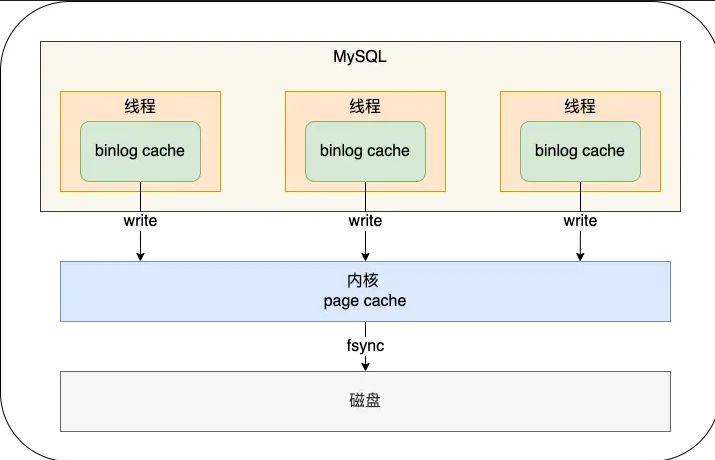 MySQL
线程
线程
线程
binlog cache
binlog cache
binlog cache
write
write
write
内核
page cache
fsync
磁盘